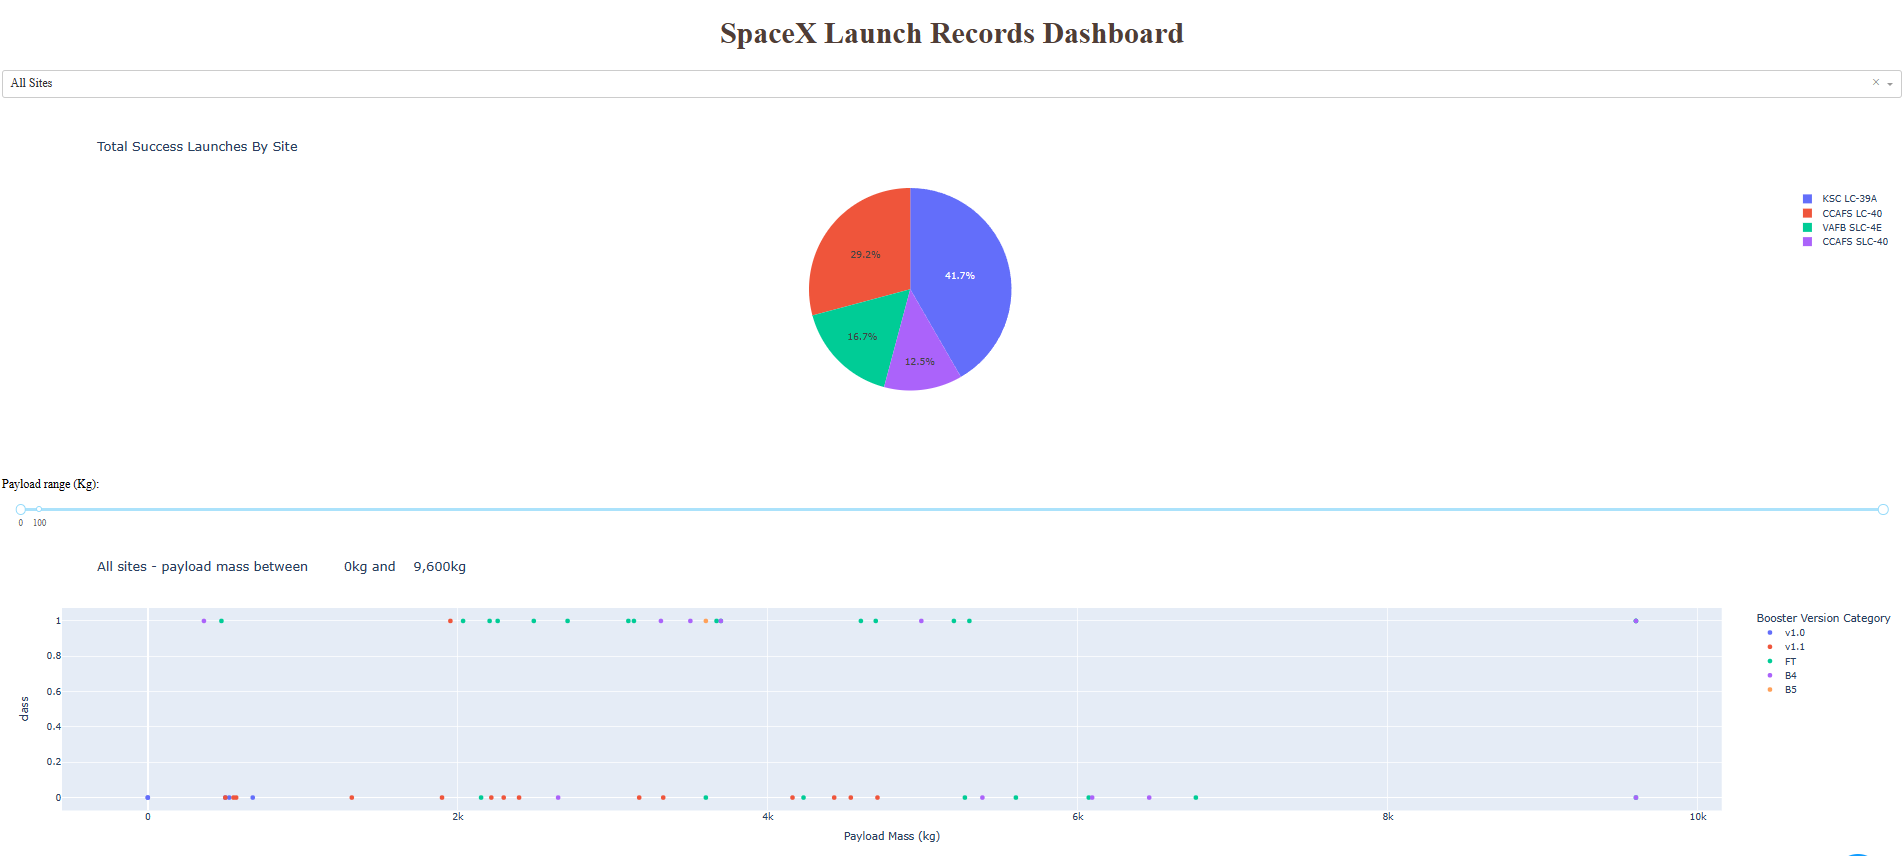 SpaceX Launch Records Dashboard
All Sites ×
Total Success Launches By Site
KSC LC-39A
CCAFS LC-40
VAFB SLC-4E
CCAFS SLC-40
29.2%
41.7%
16.7%
12.5%
Payload range (Kg):
0 100
All sites - payload mass between 0kg and 9,600kg
Booster Version Category
v1.0
v1.1
FT
B4
B5
class
1
0.8
0.6
0.4
0.2
0
0 2k 4k 6k 8k 10k
Payload Mass (kg)